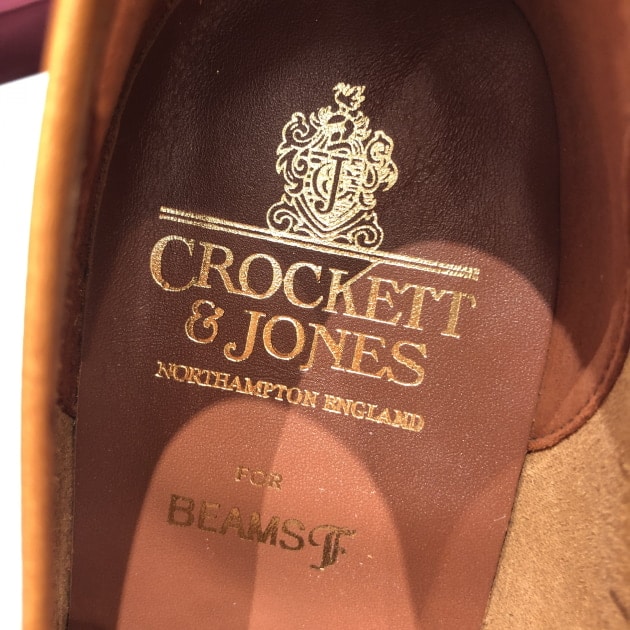 J
CROCKETT
& JONES
NORTHAMPTON ENGLAND
FOR
BEAMS F